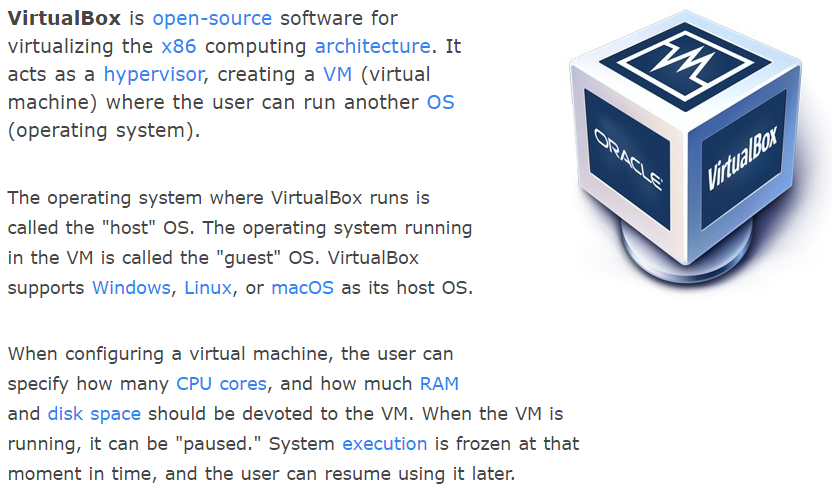 VirtualBox is open-source software for
virtualizing the x86 computing architecture. It
acts as a hypervisor, creating a VM (virtual
machine) where the user can run another OS
(operating system).
ORACLE
VirtualBox
The operating system where VirtualBox runs is
called the "host" OS. The operating system running
in the VM is called the "guest" OS. VirtualBox
supports Windows, Linux, or macOS as its host OS.
When configuring a virtual machine, the user can
specify how many CPU cores, and how much RAM
and disk space should be devoted to the VM. When the VM is
running, it can be "paused." System execution is frozen at that
moment in time, and the user can resume using it later.